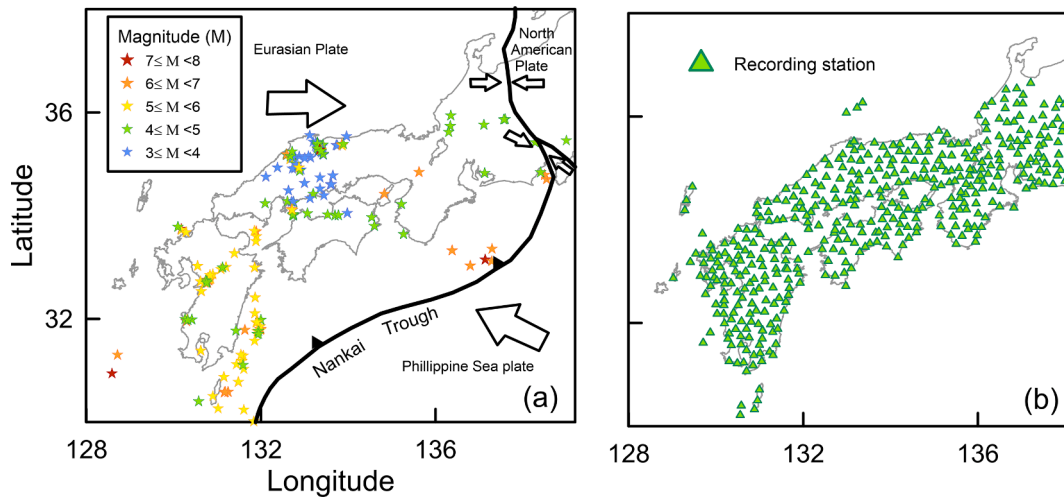 Magnitude (M)
7≤ M <8
6≤ M <7
5≤ M <6
4≤ M <5
3≤ M <4
Eurasian Plate
North
American
Plate
Nankai
Trough
Phillippine Sea plate
(a)
36
32
Latitude
128
132
136
Longitude
Recording station
(b)
128
132
136